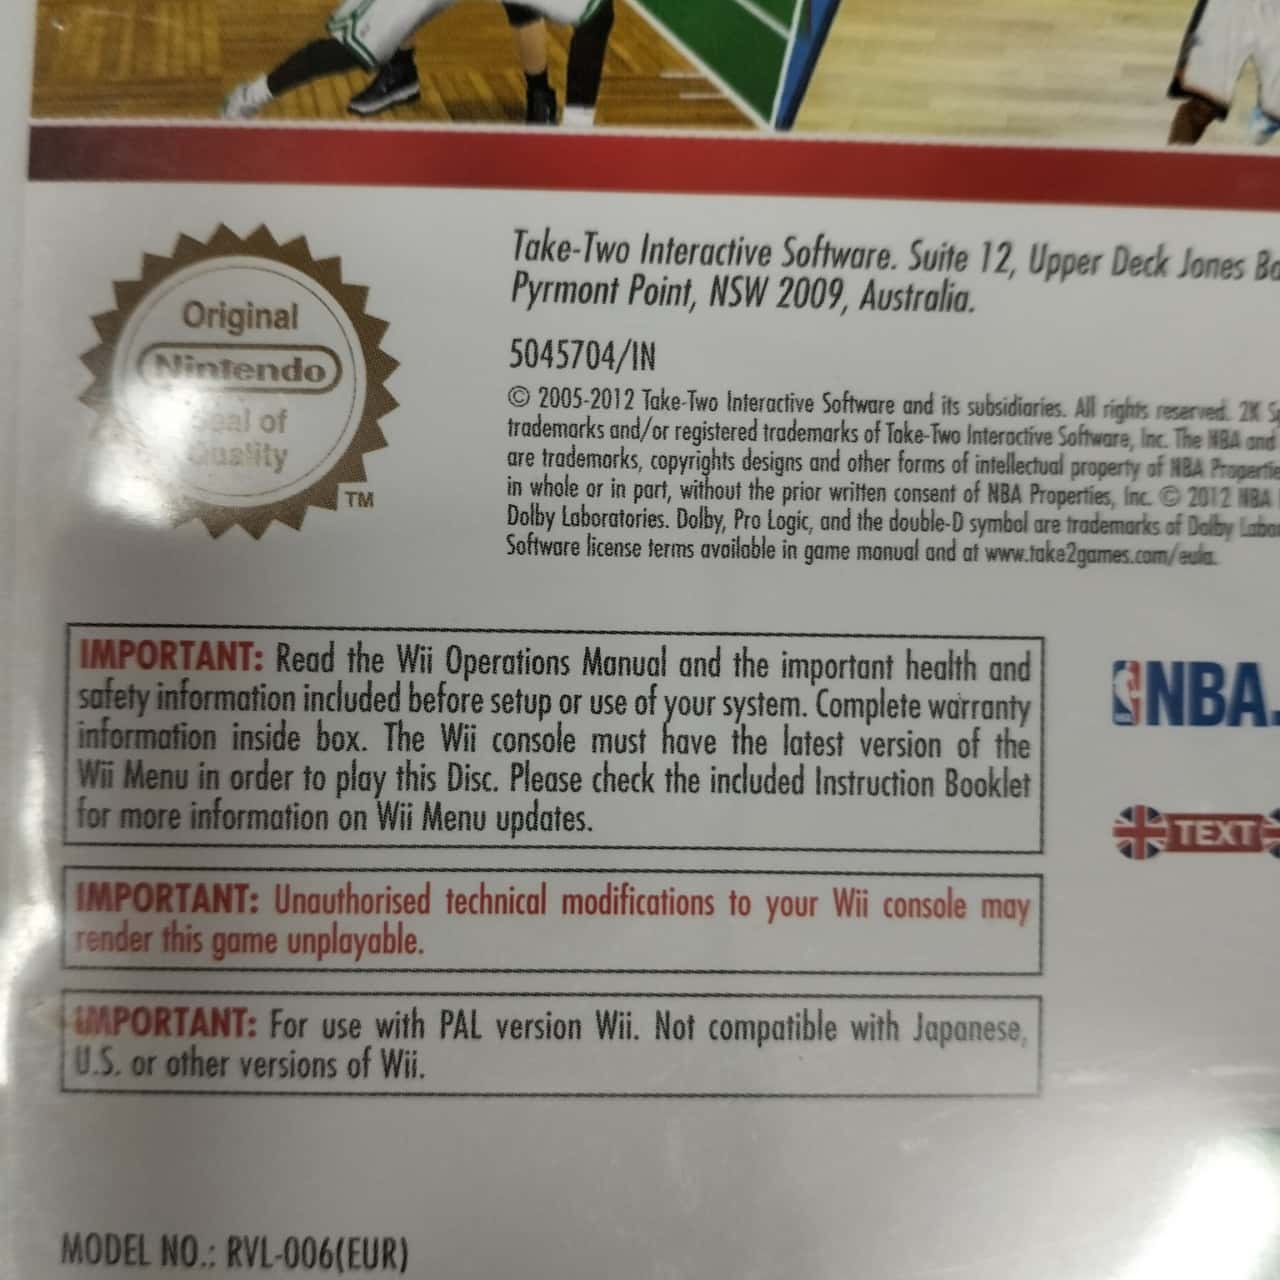 Original
Nintendo
Seal of
Quality
TM
Take-Two Interactive Software. Suite 12, Upper Deck Jones
Pyrmont Point, NSW 2009, Australia.
5045704/IN
© 2005-2012 Take-Two Interactive Software and its subsidiaries. All rights reserved. 2K
trademarks and/or registered trademarks of Take-Two Interactive Software, Inc. The NBA and
are trademarks, copyrights designs and other forms of intellectual property of NBA
in whole or in part, without the prior written consent of NBA Properties, Inc. © 2012 NBA
Dolby Laboratories. Dolby, Pro Logic, and the double-D symbol are trademarks of Dolby
Software license terms available in game manual and at www.take2games.com/eula.
IMPORTANT: Read the Wii Operations Manual and the important health and
safety information included before setup or use of your system. Complete warranty
information inside box. The Wii console must have the latest version of the
Wii Menu in order to play this Disc. Please check the included Instruction Booklet
for more information on Wii Menu updates.
NBA.
TEXT
IMPORTANT: Unauthorised technical modifications to your Wii console may
render this game unplayable.
IMPORTANT: For use with PAL version Wii. Not compatible with Japanese,
U.S. or other versions of Wii.
MODEL NO.: RVL-006(EUR)